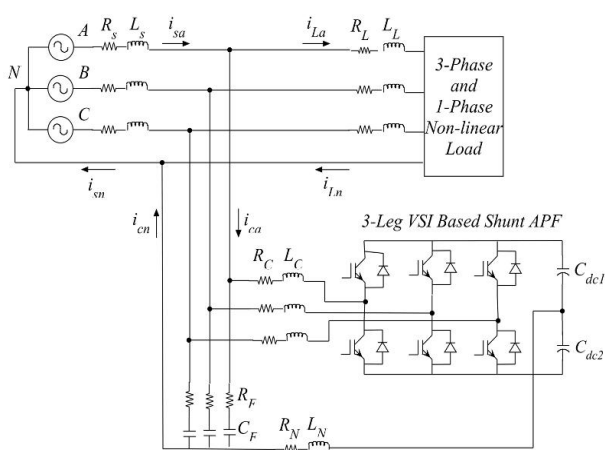 A R_s L_s i_sa i_La R_L L_L
N B
C
3-Phase
and
1-Phase
Non-linear
Load
i_sn i_Ln
i_cn i_ca
3-Leg VSI Based Shunt APF
R_C L_C
C_dc1
C_dc2
R_F
C_F R_N L_N